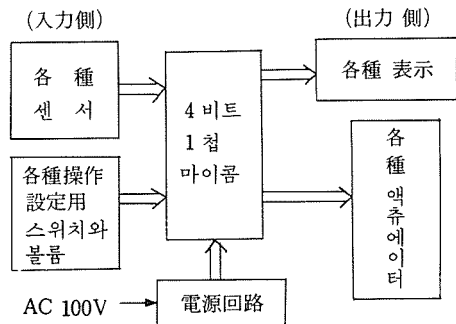 (入力側)
(出力 側)
各 種
센 서
4 비트
1 첩
마이콤
各種 表示
各種操作
設定用
스위치와
볼륨
各
種
액
츄
에
이
터
AC 100V
電源回路